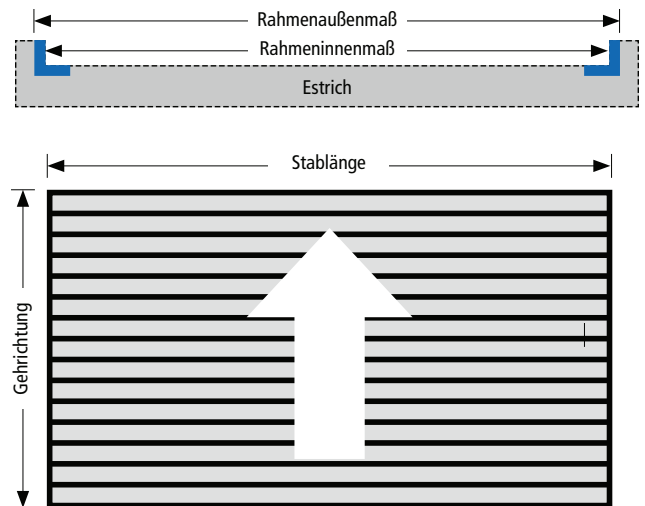 Rahmenaußenmaß
Rahmeninnenmaß
Estrich
Stablänge
Gehrichtung